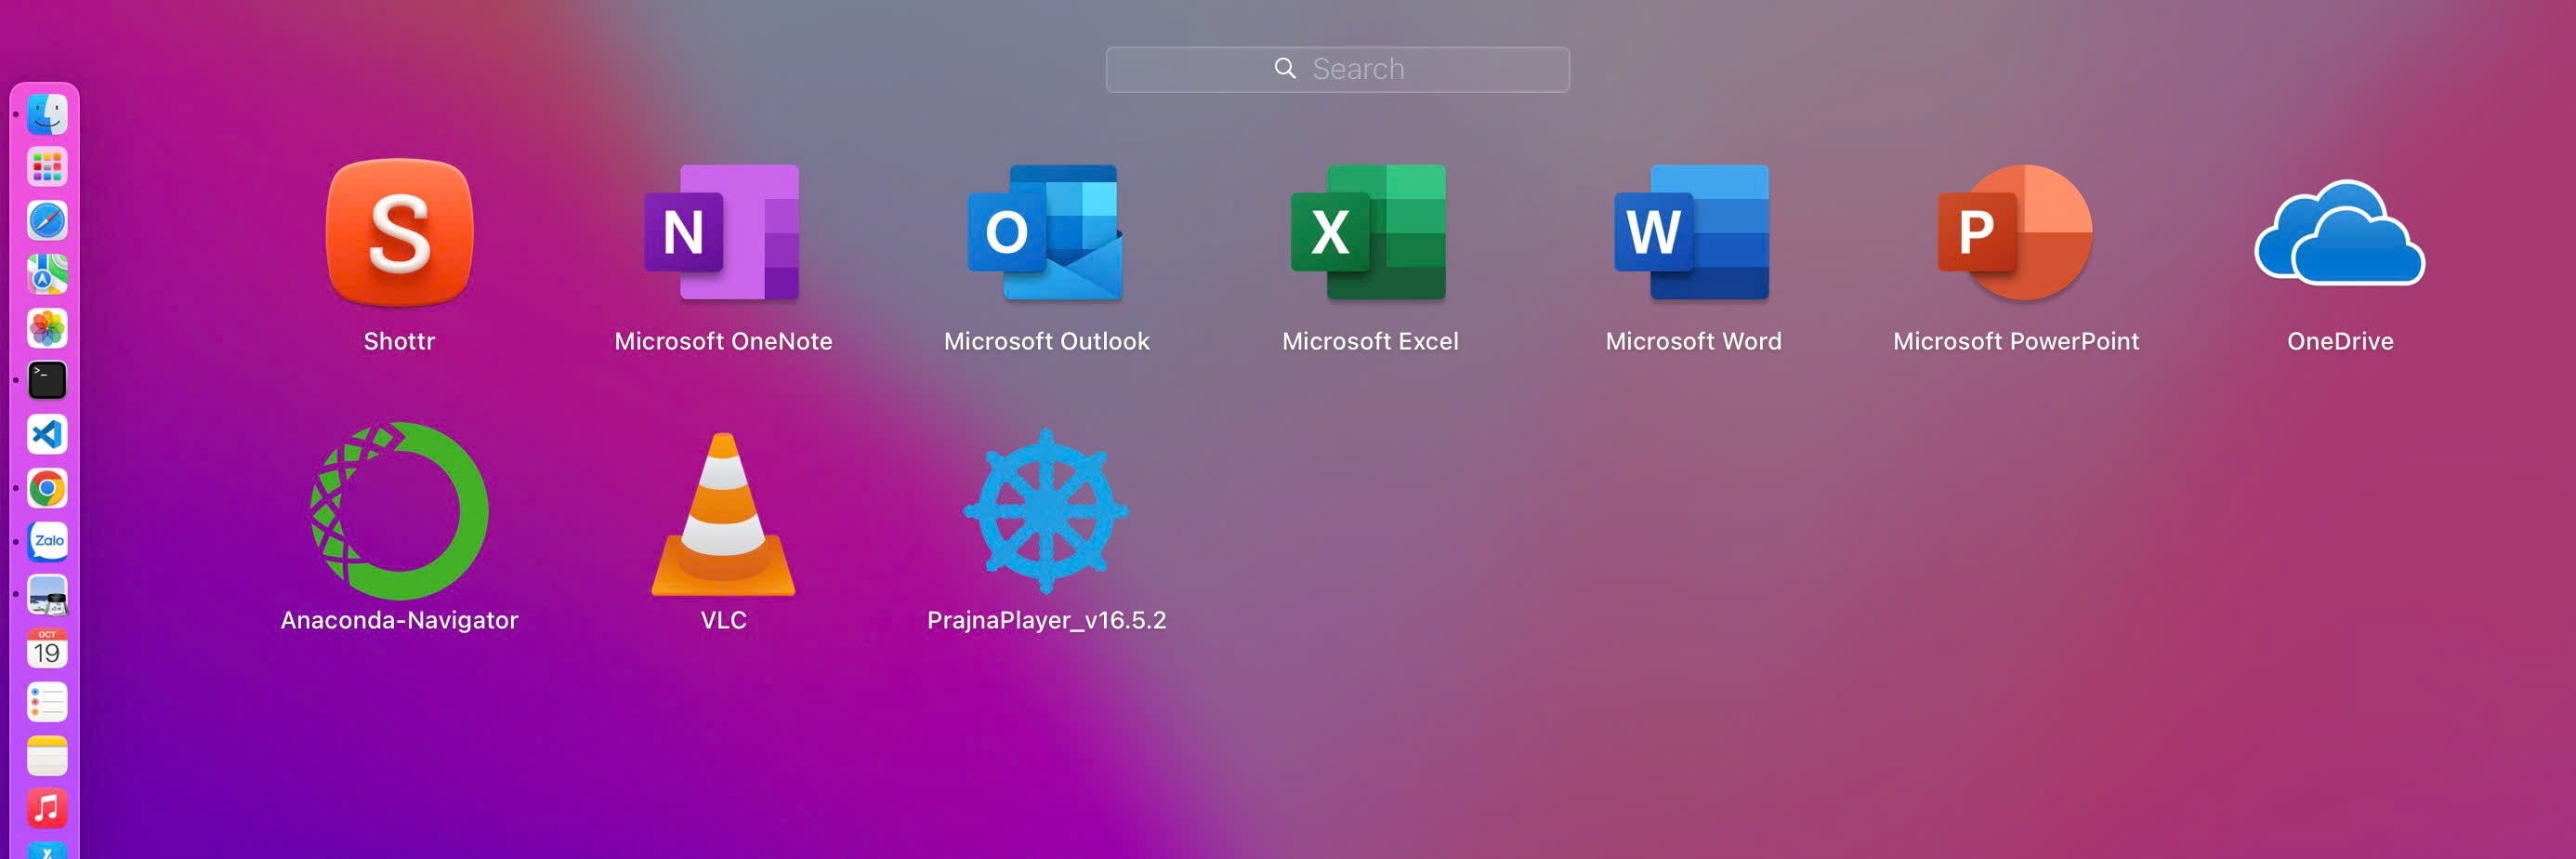 Search
S
N
O
X
W
P
Shottr
Microsoft OneNote
Microsoft Outlook
Microsoft Excel
Microsoft Word
Microsoft PowerPoint
OneDrive
Anaconda-Navigator
VLC
PrajnaPlayer_v16.5.2
>_
Zalo
OCT
19